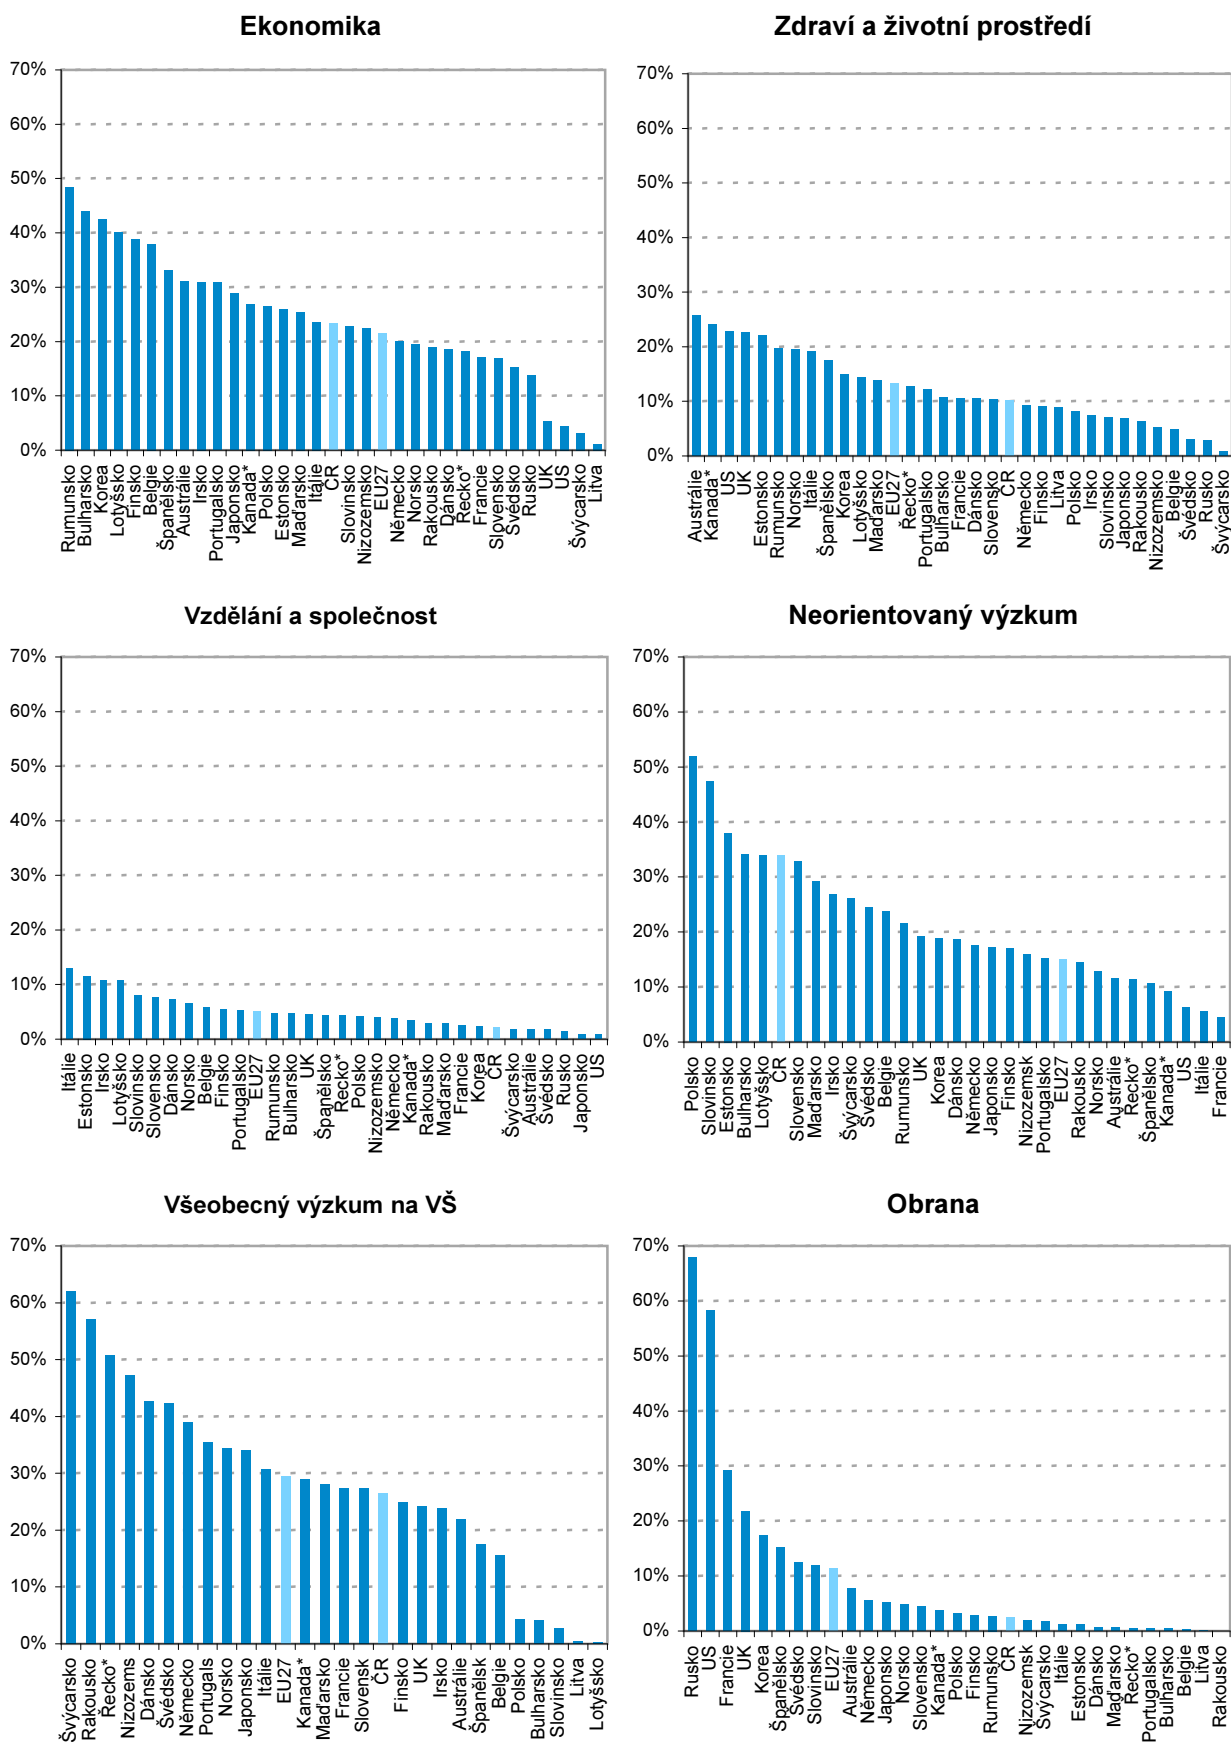 Ekonomika
70%
60%
50%
40%
30%
20%
10%
0%
Rumunsko
Bulharsko
Korea
Lotyšsko
Finsko
Belgie
Španělsko
Austrálie
Irsko
Portugalsko
Japonsko
Kanada*
Polsko
Estonsko
Maďarsko
Itálie
ČR
Slovinsko
Nizozemsko
EU27
Německo
Norsko
Rakousko
Dánsko
Řecko*
Francie
Slovensko
Švédsko
Rusko
UK
US
Švýcarsko
Litva
Zdraví a životní prostředí
70%
60%
50%
40%
30%
20%
10%
0%
Austrálie
Kanada*
US
UK
Estonsko
Rumunsko
Norsko
Itálie
Španělsko
Korea
Lotyšsko
Maďarsko
EU27
Řecko*
Portugalsko
Bulharsko
Francie
Dánsko
Slovensko
ČR
Německo
Finsko
Litva
Polsko
Irsko
Slovinsko
Japonsko
Rakousko
Nizozemsko
Belgie
Švédsko
Rusko
Švýcarsko
Vzdělání a společnost
70%
60%
50%
40%
30%
20%
10%
0%
Itálie
Estonsko
Irsko
Lotyšsko
Slovinsko
Slovensko
Dánsko
Norsko
Belgie
Finsko
Portugalsko
EU27
Rumunsko
Bulharsko
UK
Španělsko
Řecko*
Polsko
Nizozemsko
Německo
Kanada*
Rakousko
Maďarsko
Francie
Korea
ČR
Švýcarsko
Austrálie
Švédsko
Rusko
Japonsko
US
Neorientovaný výzkum
70%
60%
50%
40%
30%
20%
10%
0%
Polsko
Slovinsko
Estonsko
Bulharsko
Lotyšsko
ČR
Slovensko
Maďarsko
Irsko
Švýcarsko
Švédsko
Belgie
Rumunsko
UK
Korea
Dánsko
Německo
Japonsko
Finsko
Nizozemsk
Portugalsko
EU27
Rakousko
Norsko
Austrálie
Řecko*
Španělsko
Kanada*
US
Itálie
Francie
Všeobecný výzkum na VŠ
70%
60%
50%
40%
30%
20%
10%
0%
Švýcarsko
Rakousko
Řecko*
Nizozems
Dánsko
Švédsko
Německo
Portugals
Norsko
Japonsko
Itálie
EU27
Kanada*
Maďarsko
Francie
Slovensk
ČR
Finsko
UK
Irsko
Austrálie
Španělsk
Belgie
Polsko
Bulharsko
Slovinsko
Litva
Lotyšsko
Obrana
70%
60%
50%
40%
30%
20%
10%
0%
Rusko
US
Francie
UK
Korea
Španělsko
Švédsko
Slovinsko
EU27
Austrálie
Německo
Japonsko
Norsko
Slovensko
Kanada*
Polsko
Finsko
Rumunsko
ČR
Nizozemsk
Švýcarsko
Itálie
Estonsko
Dánsko
Maďarsko
Řecko*
Portugalsko
Bulharsko
Belgie
Litva
Rakousko